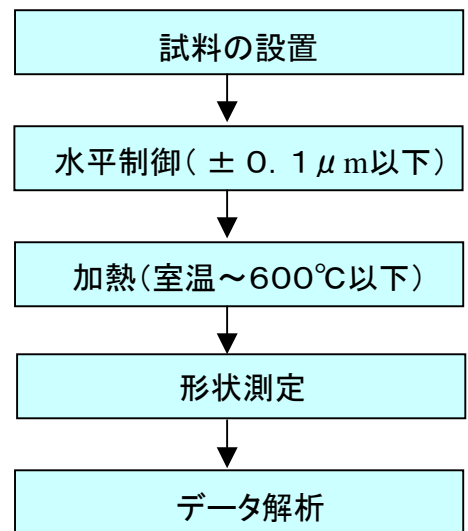 試料の設置
水平制御( ± ０. １μm以下)
加熱(室温～600℃以下)
形状測定
データ解析